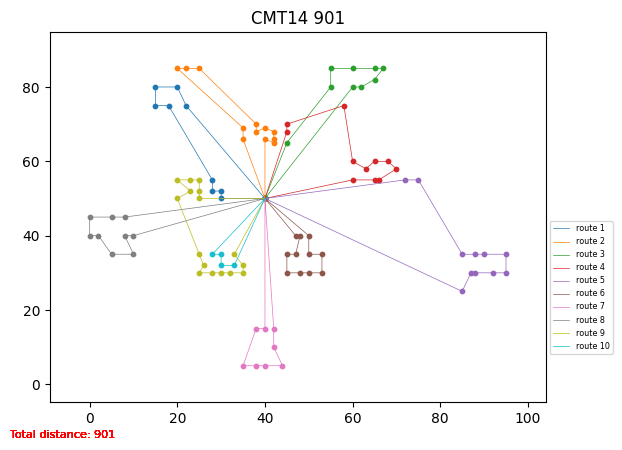 CMT14 901
80
60
40
20
0
0
20
40
60
80
100
route 1
route 2
route 3
route 4
route 5
route 6
route 7
route 8
route 9
route 10
Total distance: 901